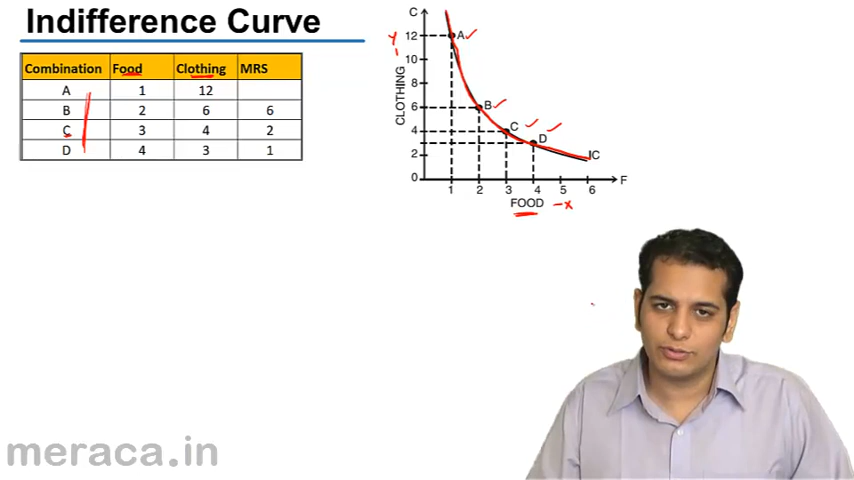 Indifference Curve
Combination Food Clothing MRS
A 1 12
B 2 6 6
C 3 4 2
D 4 3 1
C
y
12
10
8
6
4
2
0
CLOTHING
A
B
C
D
IC
1 2 3 4 5 6
F
FOOD -x
meraca.in